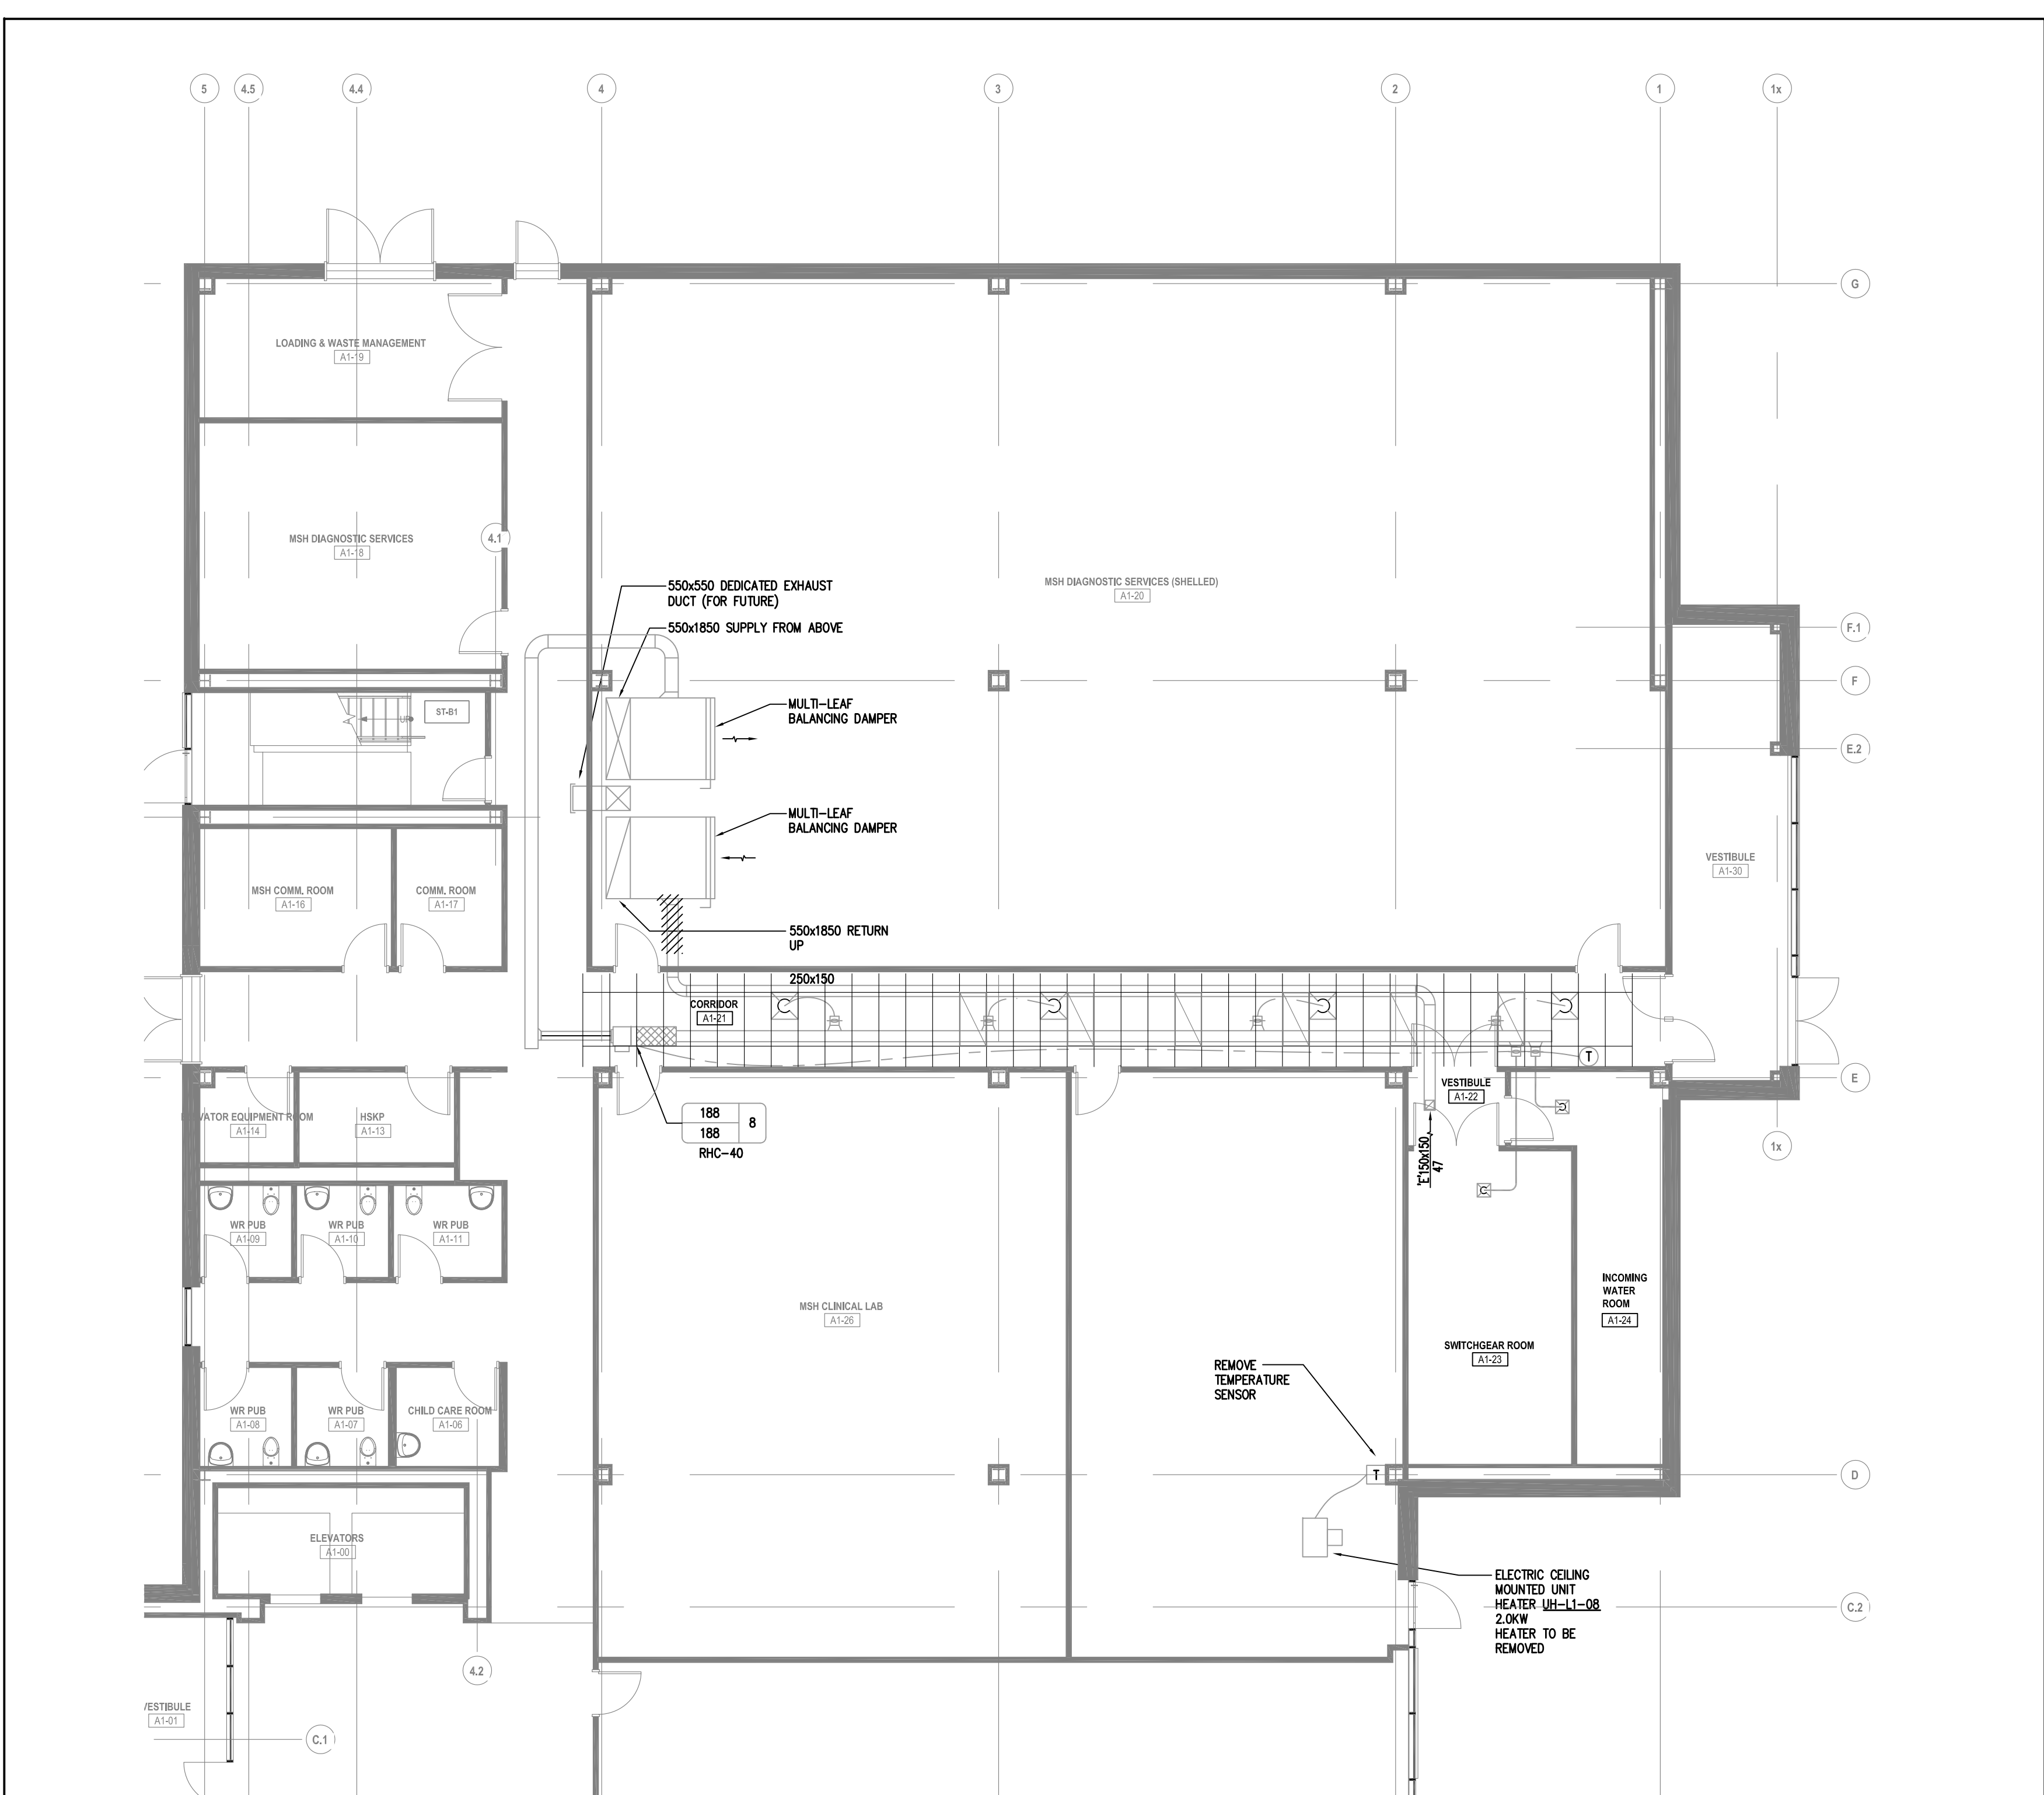 5
4.5
4.4
4
3
2
1
1x
G
LOADING & WASTE MANAGEMENT
A1-19
MSH DIAGNOSTIC SERVICES
A1-18
4.1
550x550 DEDICATED EXHAUST
DUCT (FOR FUTURE)
550x1850 SUPPLY FROM ABOVE
MSH DIAGNOSTIC SERVICES (SHELLED)
A1-20
F.1
F
MULTI-LEAF
BALANCING DAMPER
ST-B1
UP
E.2
MULTI-LEAF
BALANCING DAMPER
VESTIBULE
A1-30
MSH COMM. ROOM
A1-16
COMM. ROOM
A1-17
550x1850 RETURN
UP
250x150
CORRIDOR
A1-21
T
E
VESTIBULE
A1-22
188
188
8
RHC-40
ROOM
A1-14
HSKP
A1-13
'E'150x150
47
1x
WR PUB
A1-09
WR PUB
A1-10
WR PUB
A1-11
MSH CLINICAL LAB
A1-26
INCOMING
WATER
ROOM
A1-24
SWITCHGEAR ROOM
A1-23
REMOVE
TEMPERATURE
SENSOR
WR PUB
A1-08
WR PUB
A1-07
CHILD CARE ROOM
A1-06
T
D
ELEVATORS
A1-00
ELECTRIC CEILING
MOUNTED UNIT
HEATER UH-L1-08
2.0KW
HEATER TO BE
REMOVED
C.2
4.2
VESTIBULE
A1-01
C.1